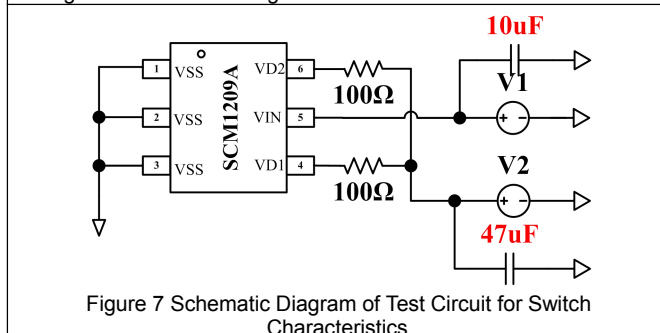 10uF
V1
1 VSS VD2 6
100Ω
2 VSS VIN 5
SCM1209A
3 VSS VD1 4
100Ω
V2
47uF
+ -
+ -
Figure 7 Schematic Diagram of Test Circuit for Switch
Characteristics